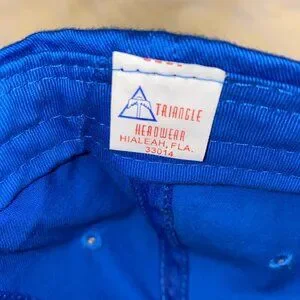 TRIANGLE
HEADWEAR
HIALEAH, FLA.
33014